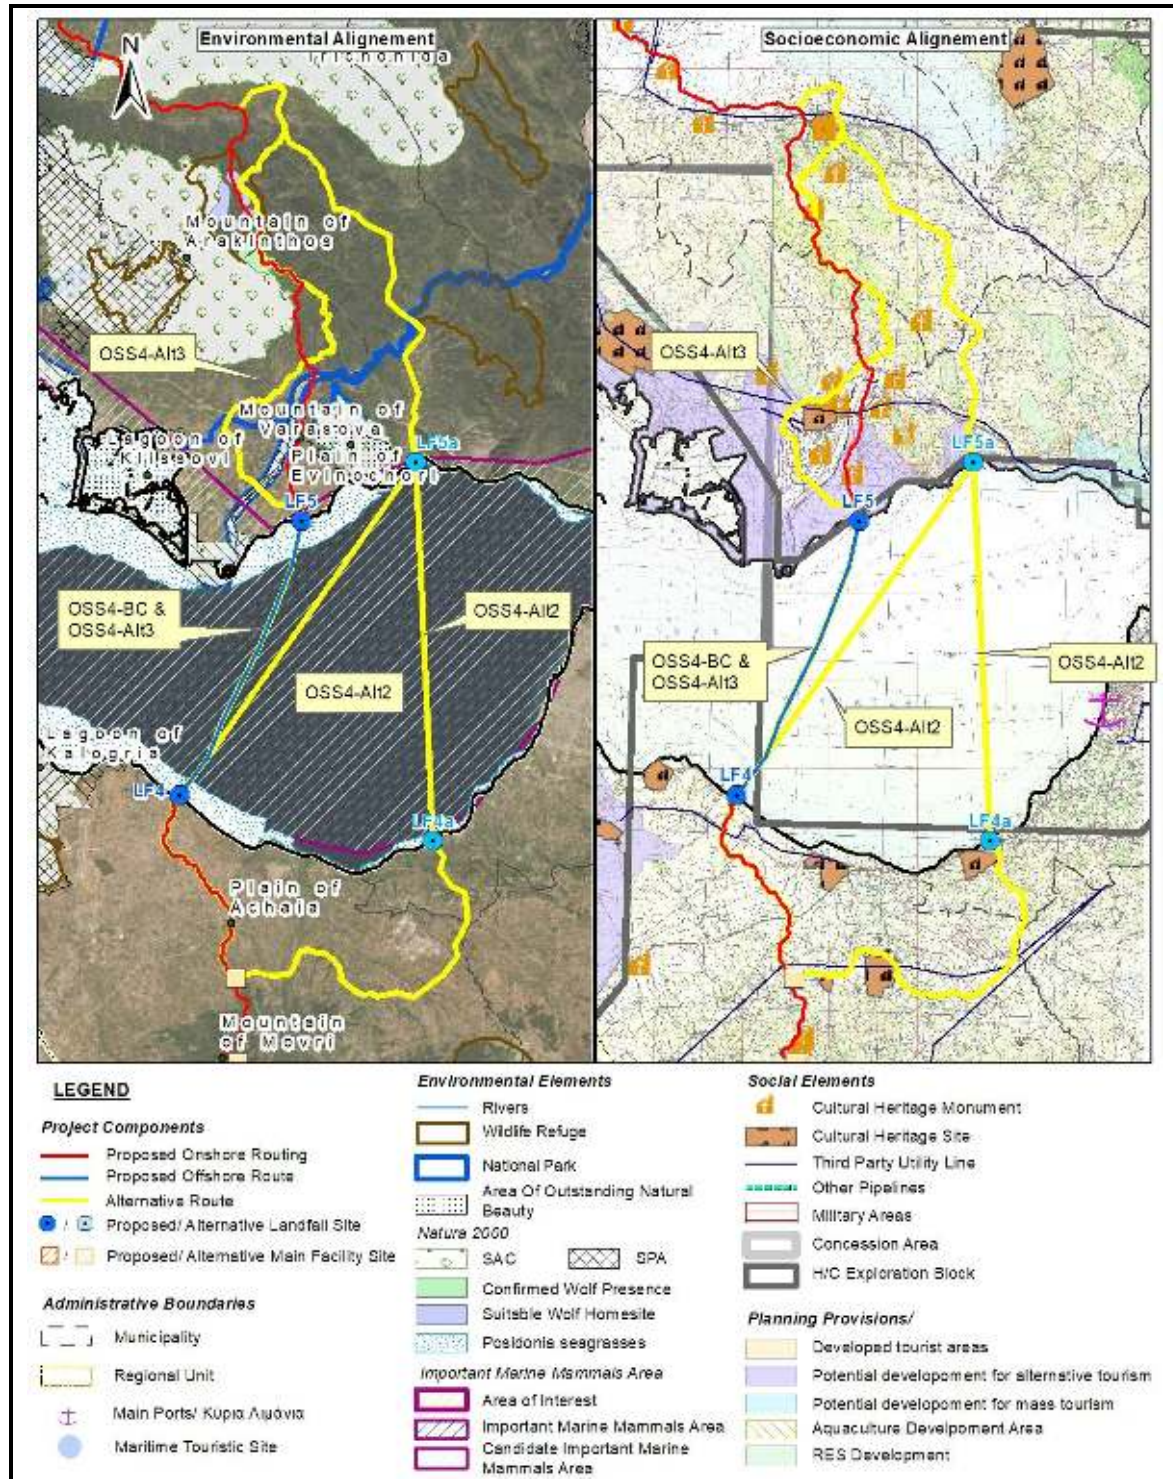 Environmental Alignement
N
Trichonida
Mountain of
Arakinthos
OSS4-Alt3
Mountain of
Varasova
Lagoon of
Klissovi
Plain of
Evinochori
LF5a
LF5
OSS4-BC &
OSS4-Alt3
OSS4-Alt2
OSS4-Alt2
Lagoon of
Kalogria
LF4
LF4a
Plain of
Achaia
Mountain
of Movri
Socioeconomic Alignement
OSS4-Alt3
LF5a
LF5
OSS4-BC &
OSS4-Alt3
OSS4-Alt2
OSS4-Alt2
LF4
LF4a
LEGEND
Project Components
Proposed Onshore Routing
Proposed Offshore Route
Alternative Route
/ Proposed/ Alternative Landfall Site
/ Proposed/ Alternative Main Facility Site
Administrative Boundaries
Municipality
Regional Unit
Main Ports/ Κύρια Λιμάνια
Maritime Touristic Site
Environmental Elements
Rivers
Wildlife Refuge
National Park
Area Of Outstanding Natural
Beauty
Natura 2000
SAC SPA
Confirmed Wolf Presence
Suitable Wolf Homesite
Posidonia seagrasses
Important Marine Mammals Area
Area of Interest
Important Marine Mammals Area
Candidate Important Marine
Mammals Area
Social Elements
Cultural Heritage Monument
Cultural Heritage Site
Third Party Utility Line
Other Pipelines
Military Areas
Concession Area
H/C Exploration Block
Planning Provisions/
Developed tourist areas
Potential developoment for alternative tourism
Potential developoment for mass tourism
Aquaculture Develpoment Area
RES Development